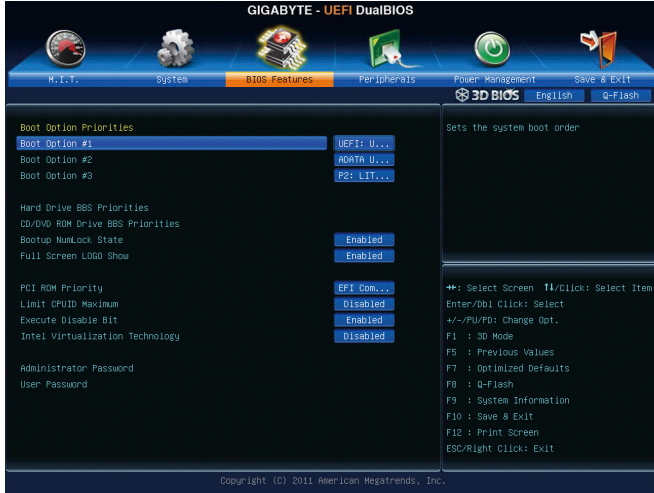 GIGABYTE - UEFI DualBIOS
M.I.T. System BIOS Features Peripherals Power Management Save & Exit
3D BIOS English Q-Flash
Boot Option Priorities
Boot Option #1 UEFI: U...
Boot Option #2 ADATA U...
Boot Option #3 P2: LIT...
Hard Drive BBS Priorities
CD/DVD ROM Drive BBS Priorities
Bootup NumLock State Enabled
Full Screen LOGO Show Enabled
PCI ROM Priority EFI Com...
Limit CPUID Maximum Disabled
Execute Disable Bit Enabled
Intel Virtualization Technology Disabled
Administrator Password
User Password
Sets the system boot order
→←: Select Screen ↑↓/Click: Select Item
Enter/Dbl Click: Select
+/-/PU/PD: Change Opt.
F1 : 3D Mode
F5 : Previous Values
F7 : Optimized Defaults
F8 : Q-Flash
F9 : System Information
F10 : Save & Exit
F12 : Print Screen
ESC/Right Click: Exit
Copyright (C) 2011 American Megatrends, Inc.